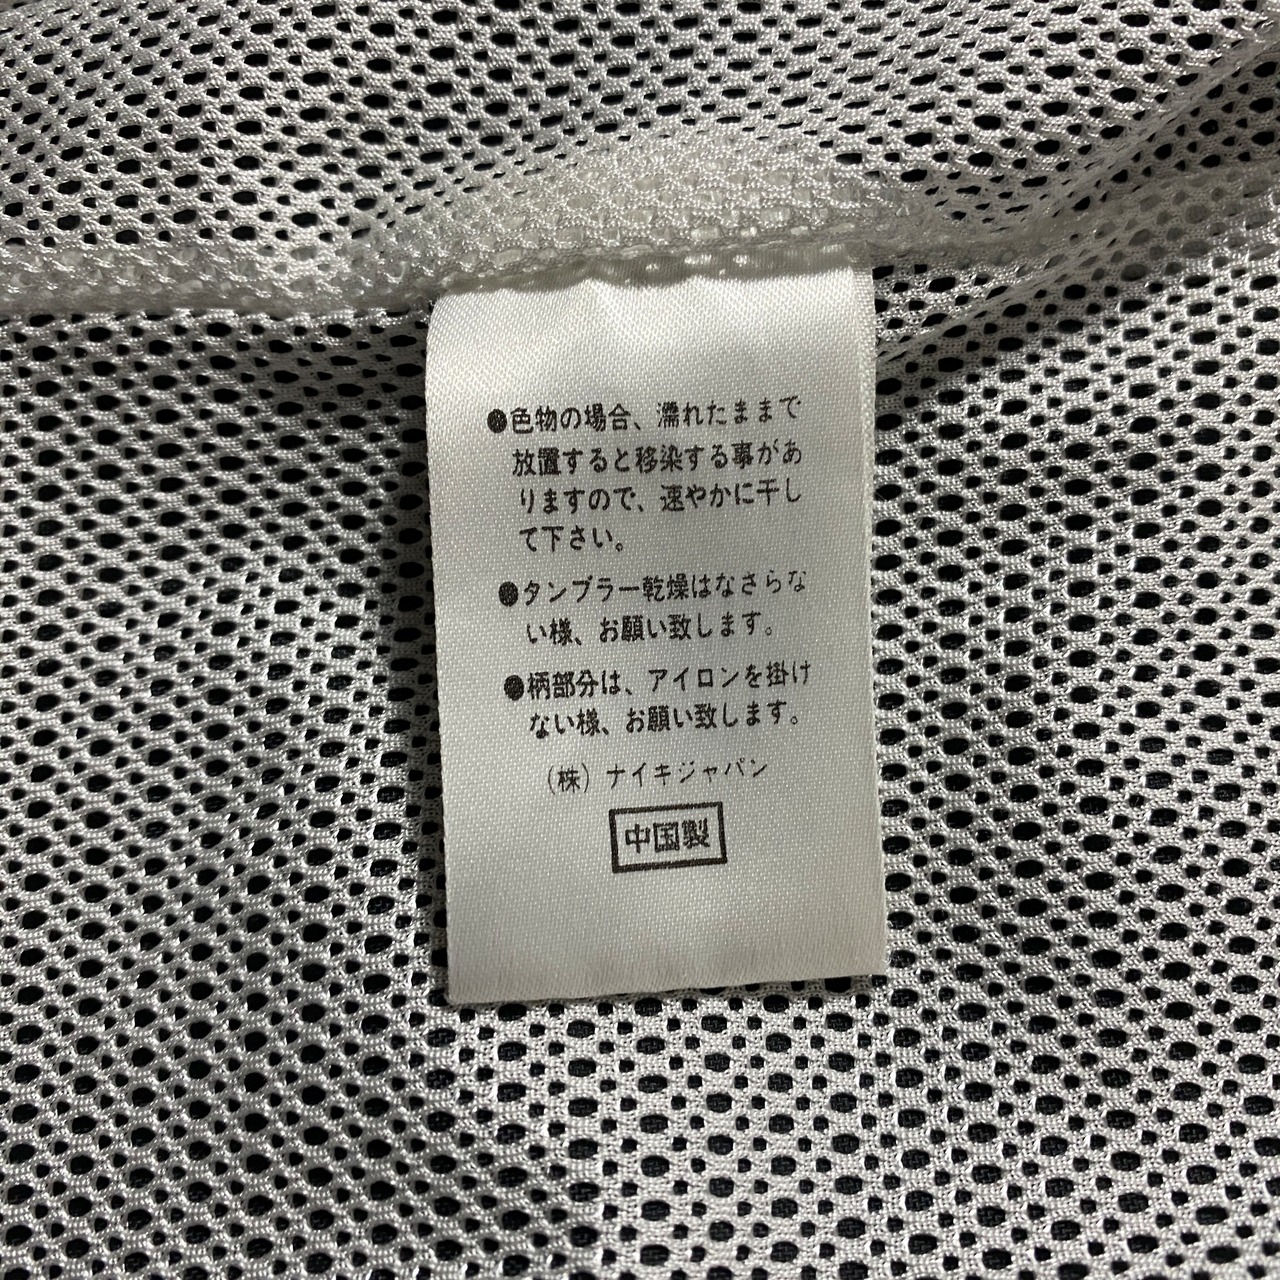 ●色物の場合、濡れたままで
放置すると移染する事があ
りますので、速やかに干し
て下さい。
●タンブラー乾燥はなさらな
い様、お願い致します。
●柄部分は、アイロンを掛け
ない様、お願い致します。
(株) ナイキジャパン
中国製